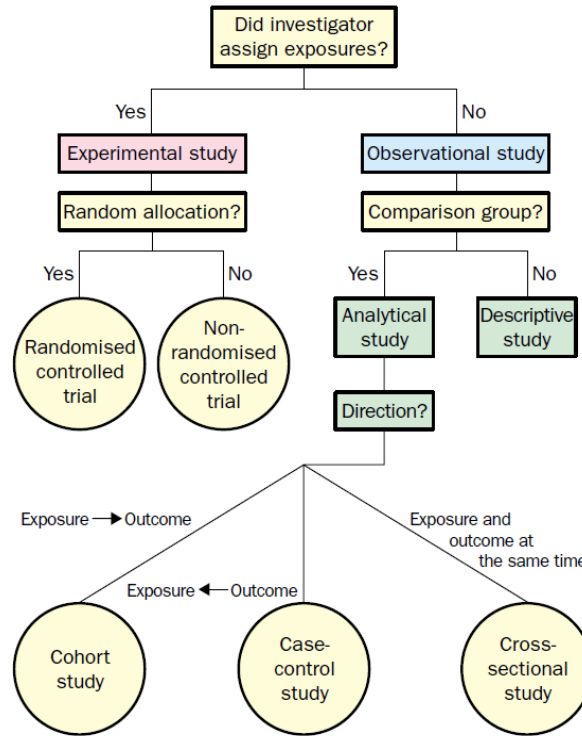 Did investigator
assign exposures?
Yes
No
Experimental study
Observational study
Random allocation?
Comparison group?
Yes
No
Yes
No
Randomised
controlled
trial
Non-
randomised
controlled
trial
Analytical
study
Descriptive
study
Direction?
Exposure → Outcome
Exposure ← Outcome
Exposure and
outcome at
the same time
Cohort
study
Case-
control
study
Cross-
sectional
study